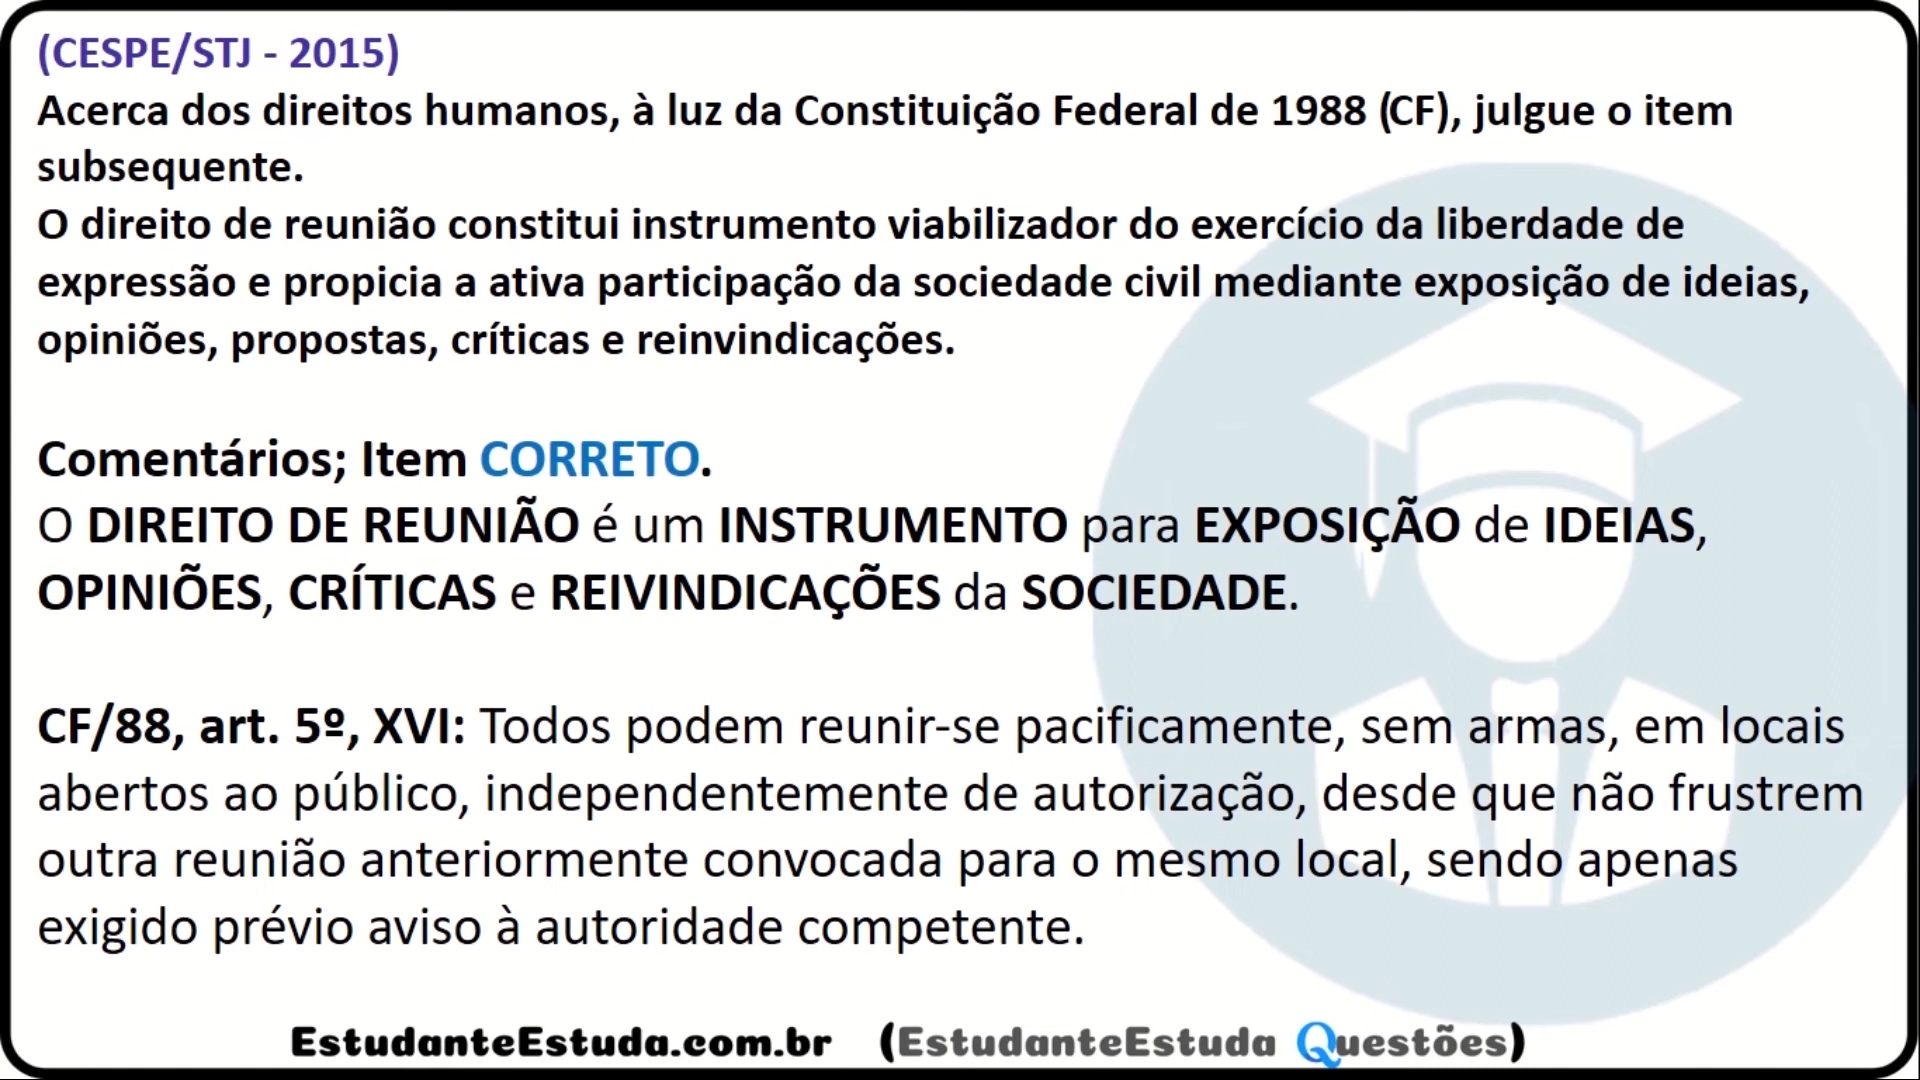 (CESPE/STJ - 2015)
Acerca dos direitos humanos, à luz da Constituição Federal de 1988 (CF), julgue o item
subsequente.
O direito de reunião constitui instrumento viabilizador do exercício da liberdade de
expressão e propicia a ativa participação da sociedade civil mediante exposição de ideias,
opiniões, propostas, críticas e reinvindicações.
Comentários; Item CORRETO.
O DIREITO DE REUNIÃO é um INSTRUMENTO para EXPOSIÇÃO de IDEIAS,
OPINIÕES, CRÍTICAS e REIVINDICAÇÕES da SOCIEDADE.
CF/88, art. 5º, XVI: Todos podem reunir-se pacificamente, sem armas, em locais
abertos ao público, independentemente de autorização, desde que não frustrem
outra reunião anteriormente convocada para o mesmo local, sendo apenas
exigido prévio aviso à autoridade competente.
EstudanteEstuda.com.br (EstudanteEstuda Questões)